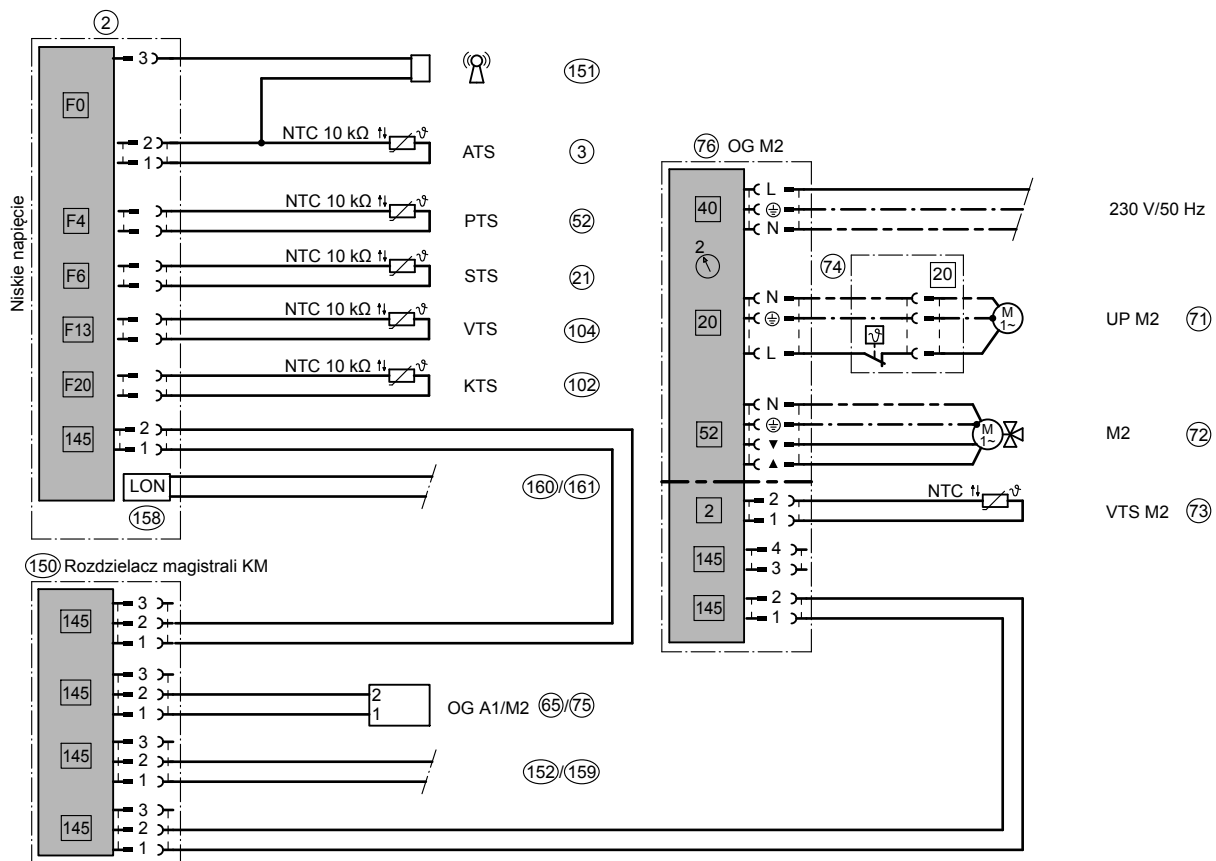 2
Niskie napięcie
3
151
F0
2
1
NTC 10 kΩ
ϑ
ATS
3
F4
NTC 10 kΩ
ϑ
PTS
52
F6
NTC 10 kΩ
ϑ
STS
21
F13
NTC 10 kΩ
ϑ
VTS
104
F20
NTC 10 kΩ
ϑ
KTS
102
145
2
1
LON
158
160/161
150 Rozdzielacz magistrali KM
145
3
2
1
145
3
2
1
2
1
OG A1/M2 65/75
145
3
2
1
152/159
145
3
2
1
76 OG M2
40
L
N
230 V/50 Hz
2
74
20
20
N
L
ϑ
M
1~
UP M2 71
52
N
M
1~
M2 72
2
2
1
NTC
ϑ
VTS M2 73
145
4
3
145
2
1